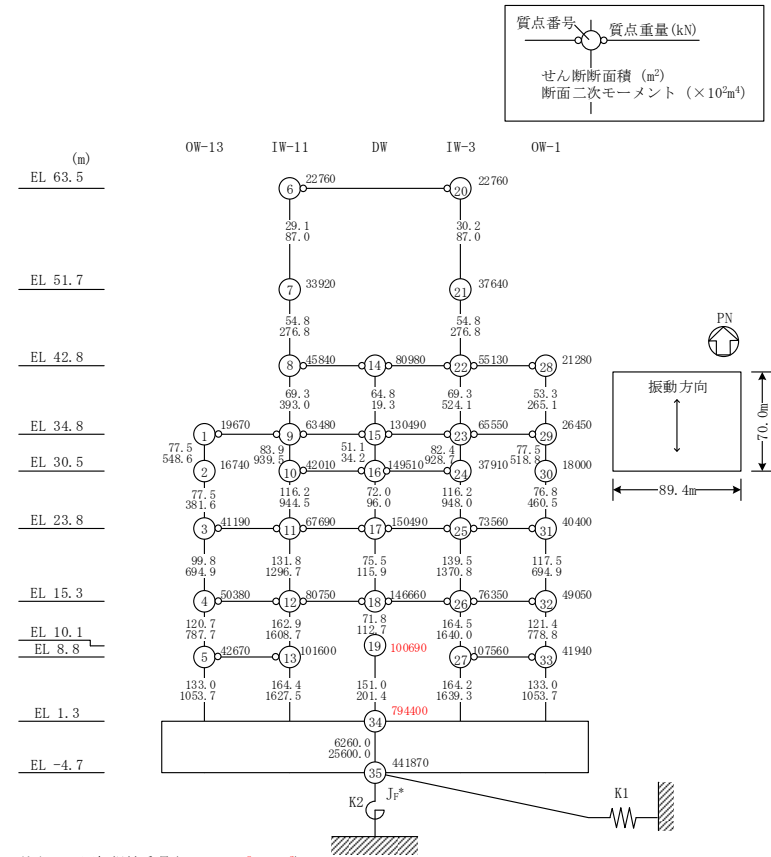 質点番号
質点重量(kN)
せん断断面積 (m²)
断面二次モーメント (×10²m⁴)
OW-13 IW-11 DW IW-3 OW-1
(m)
EL 63.5
6 22760 20 22760
29.1 30.2
87.0 87.0
EL 51.7
7 33920 21 37640
54.8 54.8
276.8 276.8
PN
EL 42.8
8 45840 14 80980 22 55130 28 21280
振動方向
69.3 64.8 69.3 53.3
393.0 19.3 524.1 265.1
70.0m
EL 34.8
1 19670 9 63480 15 130490 23 65550 29 26450
77.5 83.9 51.1 82.4 77.5
548.6 939.5 34.2 928.7 518.8
EL 30.5
2 16740 10 42010 16 149510 24 37910 30 18000
89.4m
77.5 116.2 72.0 116.2 76.8
381.6 944.5 96.0 948.0 460.5
EL 23.8
3 41190 11 67690 17 150490 25 73560 31 40400
99.8 131.8 75.5 139.5 117.5
694.9 1296.7 115.9 1370.8 694.9
EL 15.3
4 50380 12 80750 18 146660 26 76350 32 49050
120.7 162.9 71.8 164.5 121.4
787.7 1608.7 112.7 1640.0 778.8
EL 10.1
19 100690
EL 8.8
5 42670 13 101600 27 107560 33 41940
133.0 164.4 151.0 164.2 133.0
1053.7 1627.5 201.4 1639.3 1053.7
EL 1.3
34 794400
6260.0
25600.0
EL -4.7
35 441870
K2 J_F* K1